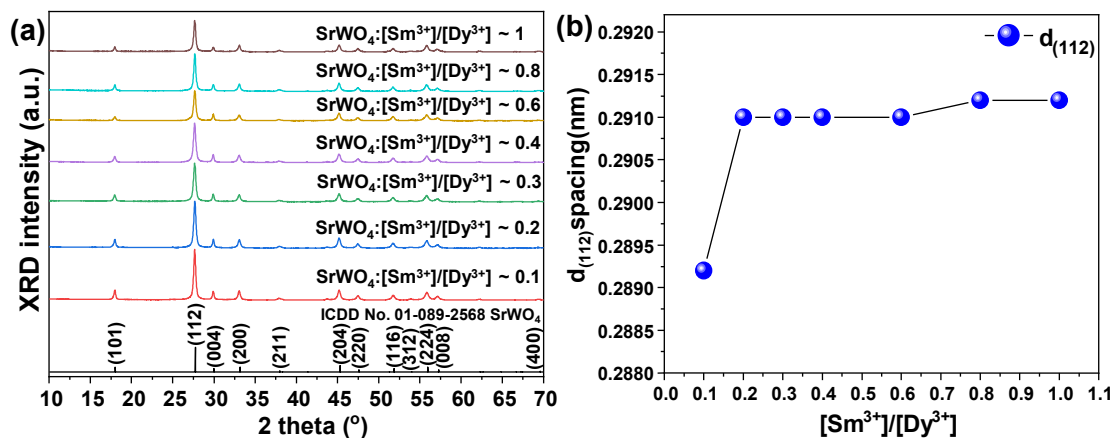 (a)
SrWO₄:[Sm³⁺]/[Dy³⁺] ~ 1
SrWO₄:[Sm³⁺]/[Dy³⁺] ~ 0.8
SrWO₄:[Sm³⁺]/[Dy³⁺] ~ 0.6
SrWO₄:[Sm³⁺]/[Dy³⁺] ~ 0.4
SrWO₄:[Sm³⁺]/[Dy³⁺] ~ 0.3
SrWO₄:[Sm³⁺]/[Dy³⁺] ~ 0.2
SrWO₄:[Sm³⁺]/[Dy³⁺] ~ 0.1
ICDD No. 01-089-2568 SrWO₄
(101) (112) (004) (200) (211) (204) (220) (116) (312) (224) (008) (400)
10 15 20 25 30 35 40 45 50 55 60 65 70
2 theta (°)
XRD intensity (a.u.)
(b)
d₍₁₁₂₎
0.2920
0.2915
0.2910
0.2905
0.2900
0.2895
0.2890
0.2885
0.2880
d₍₁₁₂₎spacing(nm)
0.0 0.1 0.2 0.3 0.4 0.5 0.6 0.7 0.8 0.9 1.0 1.1
[Sm³⁺]/[Dy³⁺]